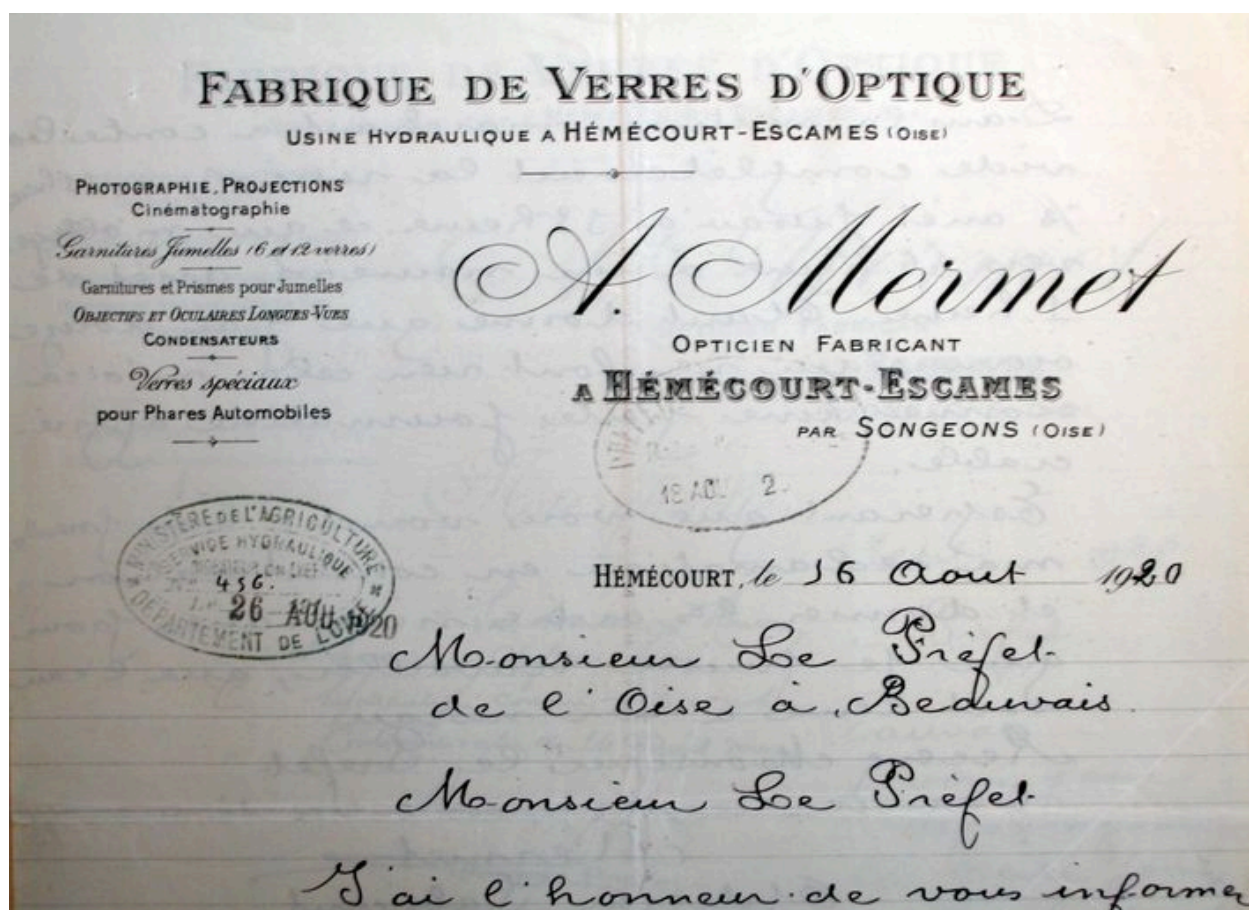 FABRIQUE DE VERRES D'OPTIQUE
USINE HYDRAULIQUE A HÉMÉCOURT-ESCAMES (OISE)
PHOTOGRAPHIE, PROJECTIONS
Cinématographie
Garnitures Jumelles (6 et 12 verres)
Garnitures et Prismes pour Jumelles
OBJECTIFS ET OCULAIRES LONGUES-VUES
CONDENSATEURS
Verres spéciaux
pour Phares Automobiles
A. Mermet
OPTICIEN FABRICANT
A HÉMÉCOURT-ESCAMES
PAR SONGEONS (OISE)
18 AOU 2
MINISTÈRE DE L'AGRICULTURE
SERVICE HYDRAULIQUE
456.
26 AOU 1920
DÉPARTEMENT DE L'OISE
HÉMÉCOURT, le 16 Aout 1920
Monsieur Le Préfet
de l'Oise à Beauvais
Monsieur Le Préfet
J'ai l'honneur de vous informer